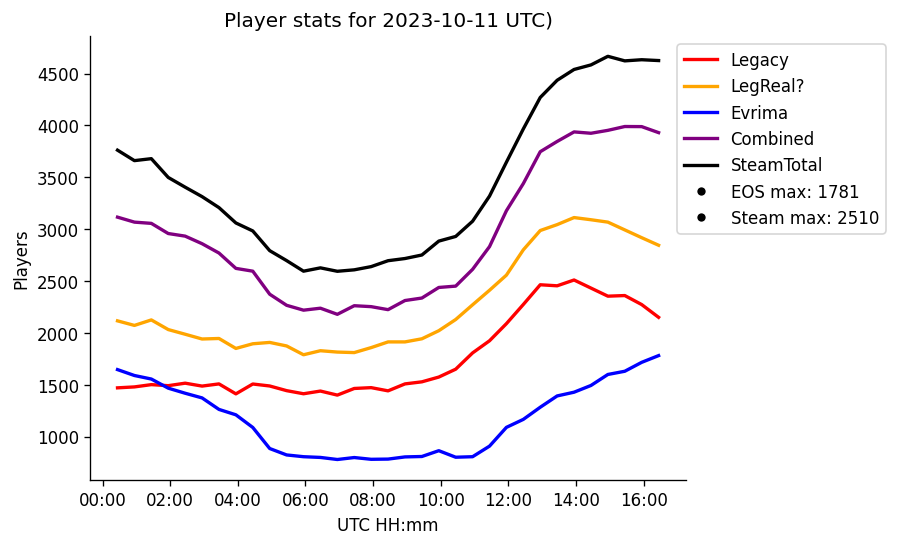 Player stats for 2023-10-11 UTC)
Legacy
LegReal?
Evrima
Combined
SteamTotal
EOS max: 1781
Steam max: 2510
Players
4500
4000
3500
3000
2500
2000
1500
1000
00:00 02:00 04:00 06:00 08:00 10:00 12:00 14:00 16:00
UTC HH:mm